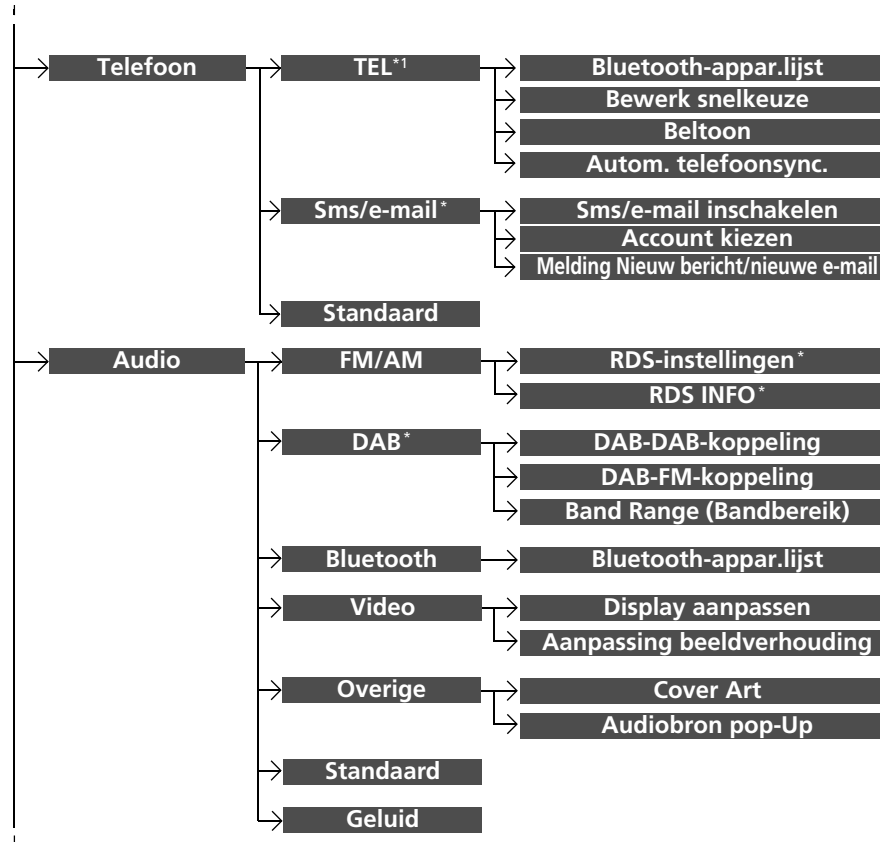 Telefoon
TEL*1
Bluetooth-appar.lijst
Bewerk snelkeuze
Beltoon
Autom. telefoonsync.
Sms/e-mail*
Sms/e-mail inschakelen
Account kiezen
Melding Nieuw bericht/nieuwe e-mail
Standaard
Audio
FM/AM
RDS-instellingen*
RDS INFO*
DAB*
DAB-DAB-koppeling
DAB-FM-koppeling
Band Range (Bandbereik)
Bluetooth
Bluetooth-appar.lijst
Video
Display aanpassen
Aanpassing beeldverhouding
Overige
Cover Art
Audiobron pop-Up
Standaard
Geluid